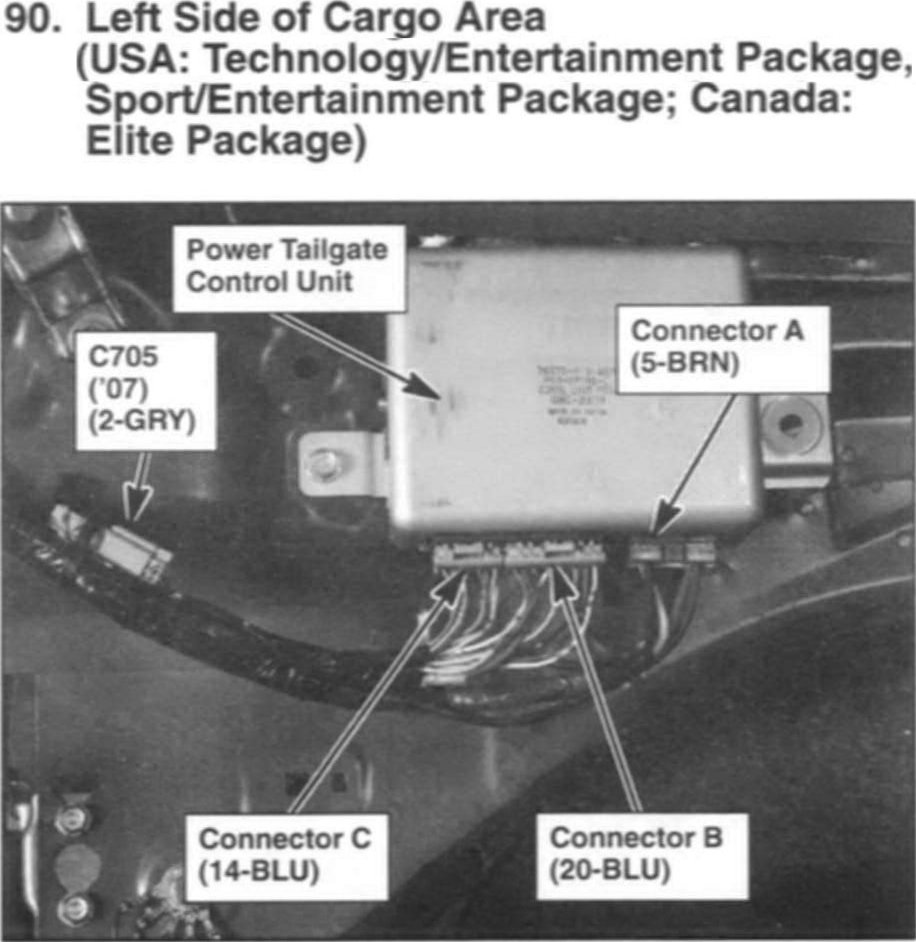 90. Left Side of Cargo Area
(USA: Technology/Entertainment Package,
Sport/Entertainment Package; Canada:
Elite Package)
Power Tailgate
Control Unit
Connector A
(5-BRN)
C705
('07)
(2-GRY)
Connector C
(14-BLU)
Connector B
(20-BLU)